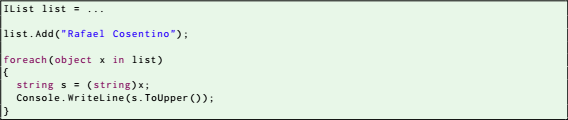 IList list = ...
list.Add("Rafael Cosentino");
foreach(object x in list)
{
  string s = (string)x;
  Console.WriteLine(s.ToUpper());
}